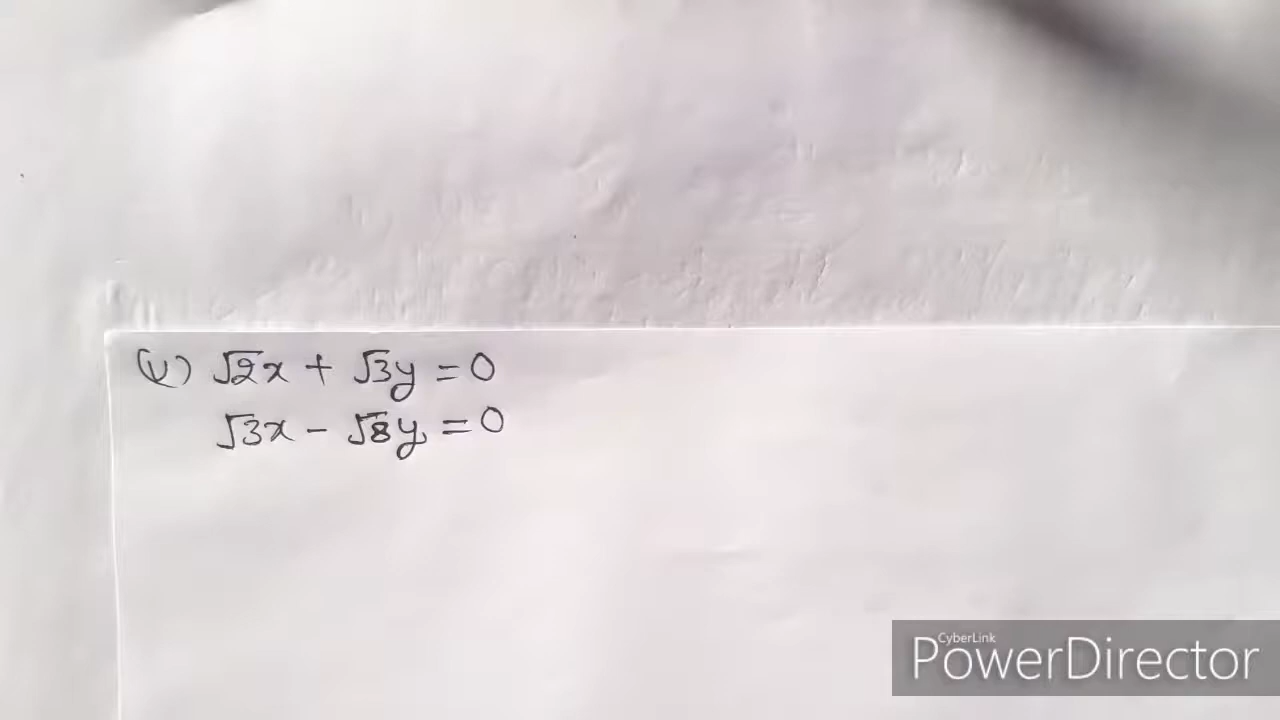 (v) √2x + √3y = 0
√3x - √8y = 0
CyberLink
PowerDirector